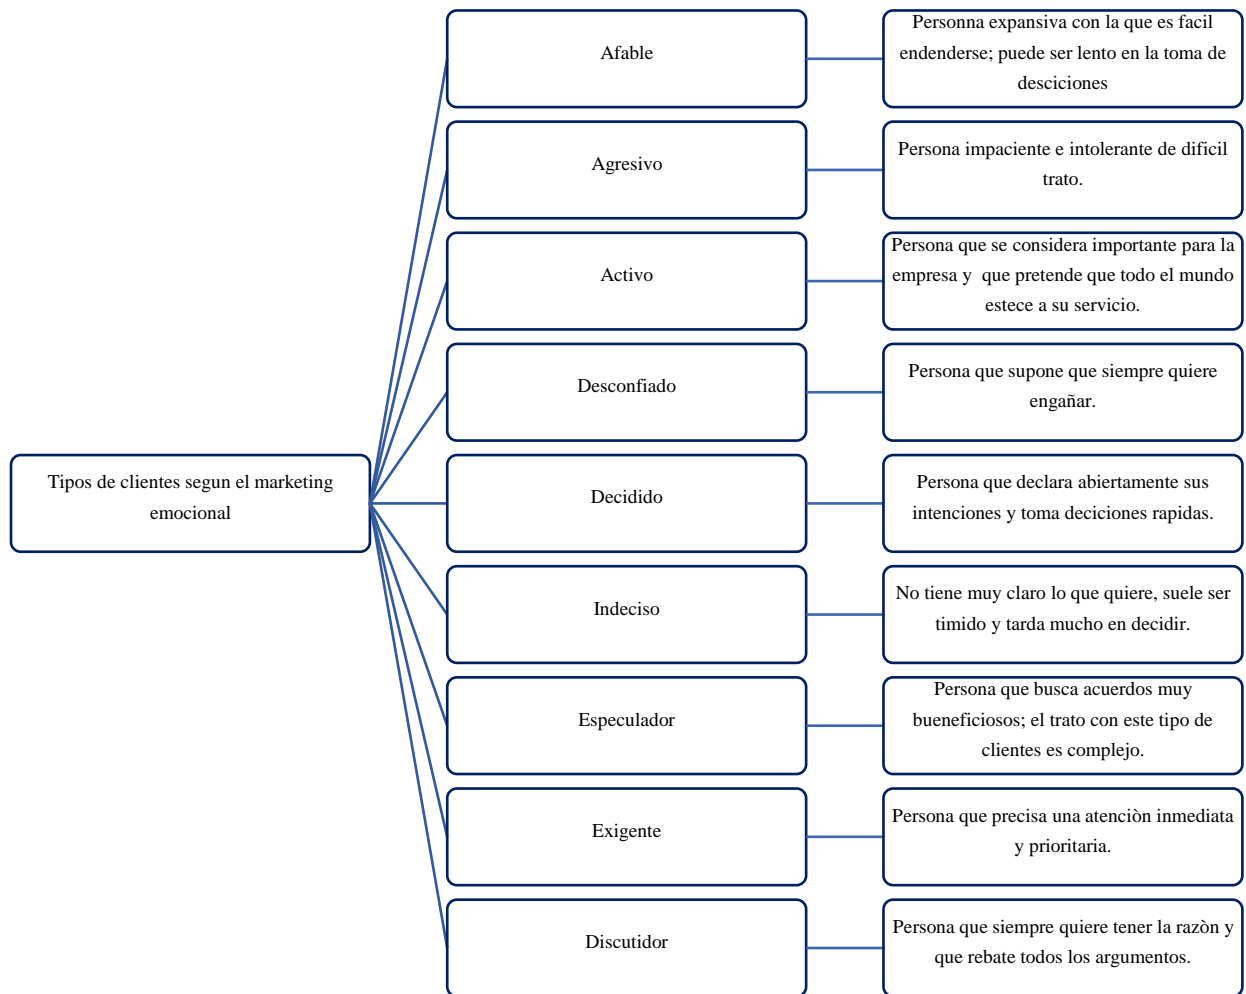 Tipos de clientes segun el marketing
emocional
Afable
Personna expansiva con la que es facil
endenderse; puede ser lento en la toma de
desciciones
Agresivo
Persona impaciente e intolerante de dificil
trato.
Activo
Persona que se considera importante para la
empresa y  que pretende que todo el mundo
estece a su servicio.
Desconfiado
Persona que supone que siempre quiere
engañar.
Decidido
Persona que declara abiertamente sus
intenciones y toma deciciones rapidas.
Indeciso
No tiene muy claro lo que quiere, suele ser
timido y tarda mucho en decidir.
Especulador
Persona que busca acuerdos muy
bueneficiosos; el trato con este tipo de
clientes es complejo.
Exigente
Persona que precisa una atenciòn inmediata
y prioritaria.
Discutidor
Persona que siempre quiere tener la razòn y
que rebate todos los argumentos.